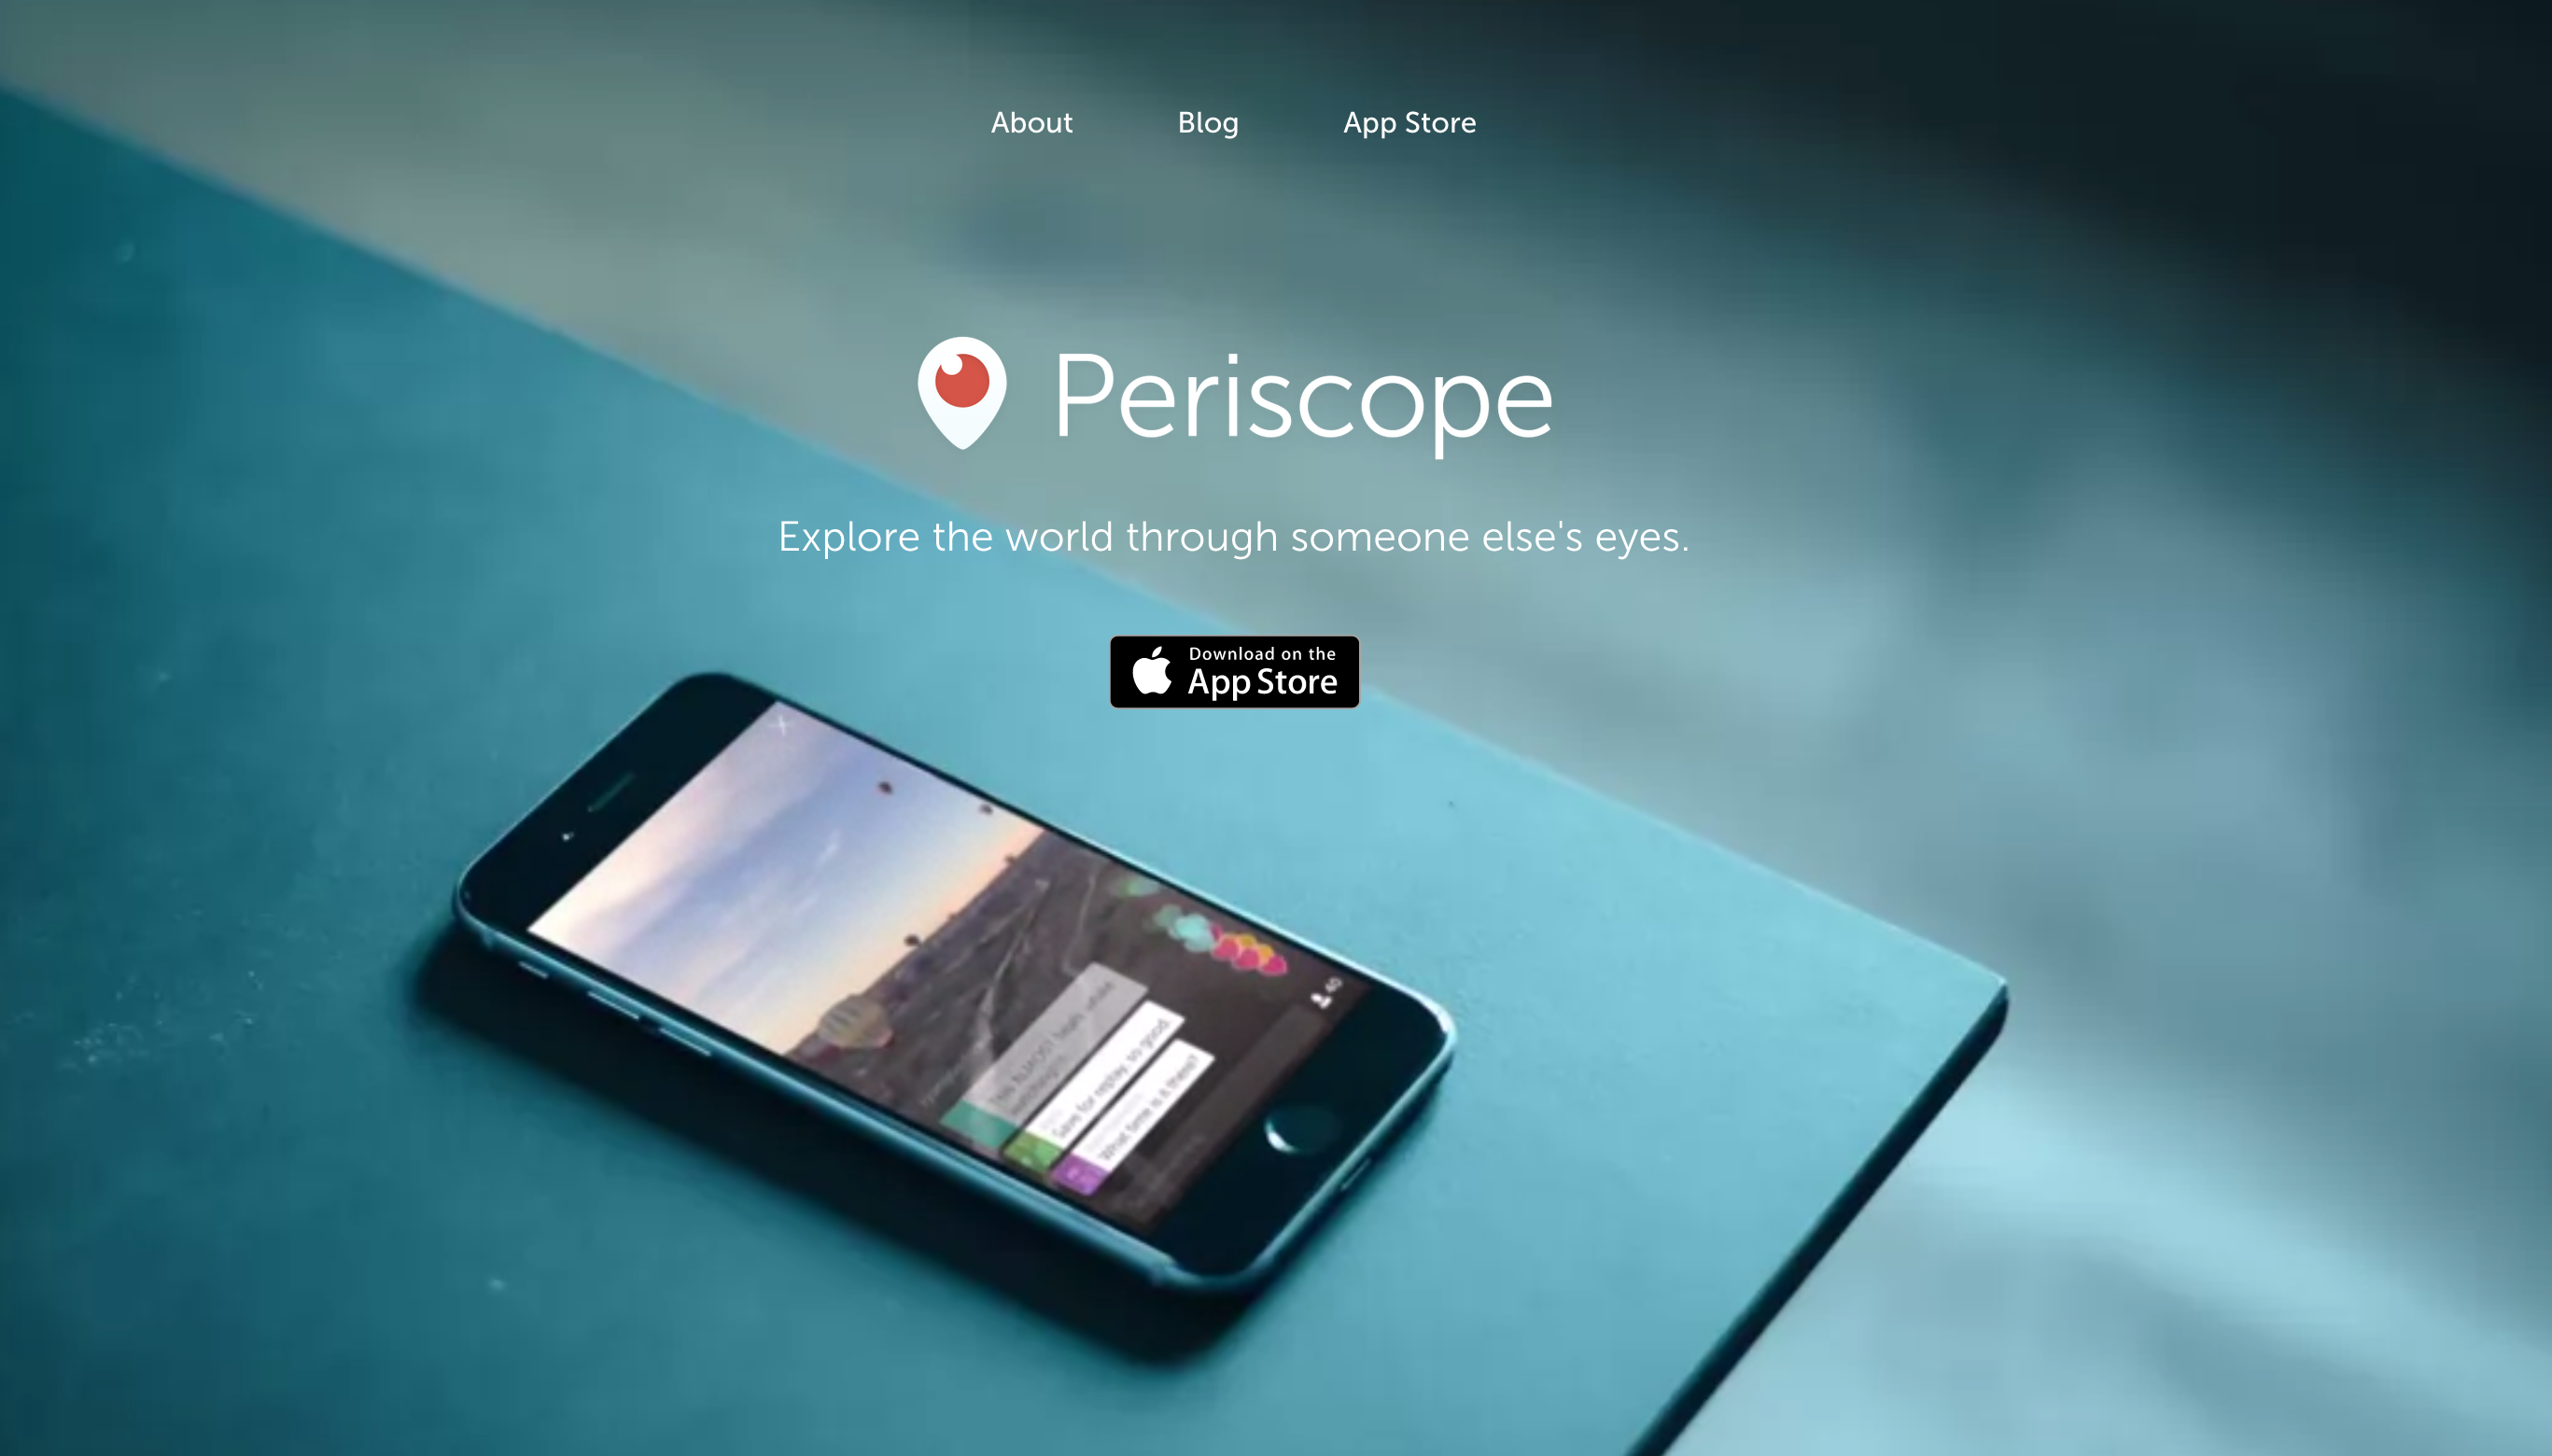 About Blog App Store
Periscope
Explore the world through someone else's eyes.
Download on the
App Store
40
Save for replay, so good.
What time is it there?